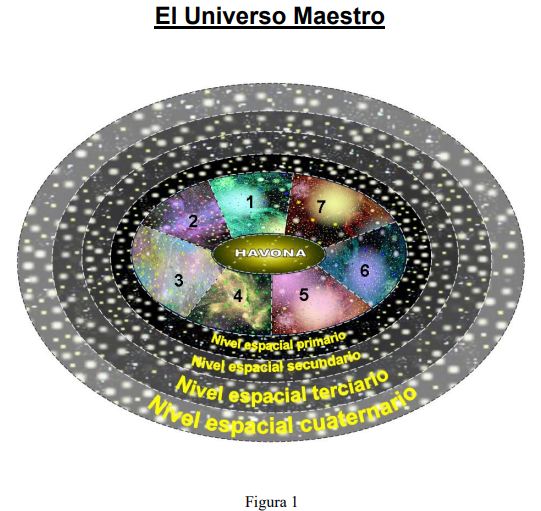 El Universo Maestro
1
2
7
HAVONA
3
6
4
5
Nivel espacial primario
Nivel espacial secundario
Nivel espacial terciario
Nivel espacial cuaternario
Figura 1